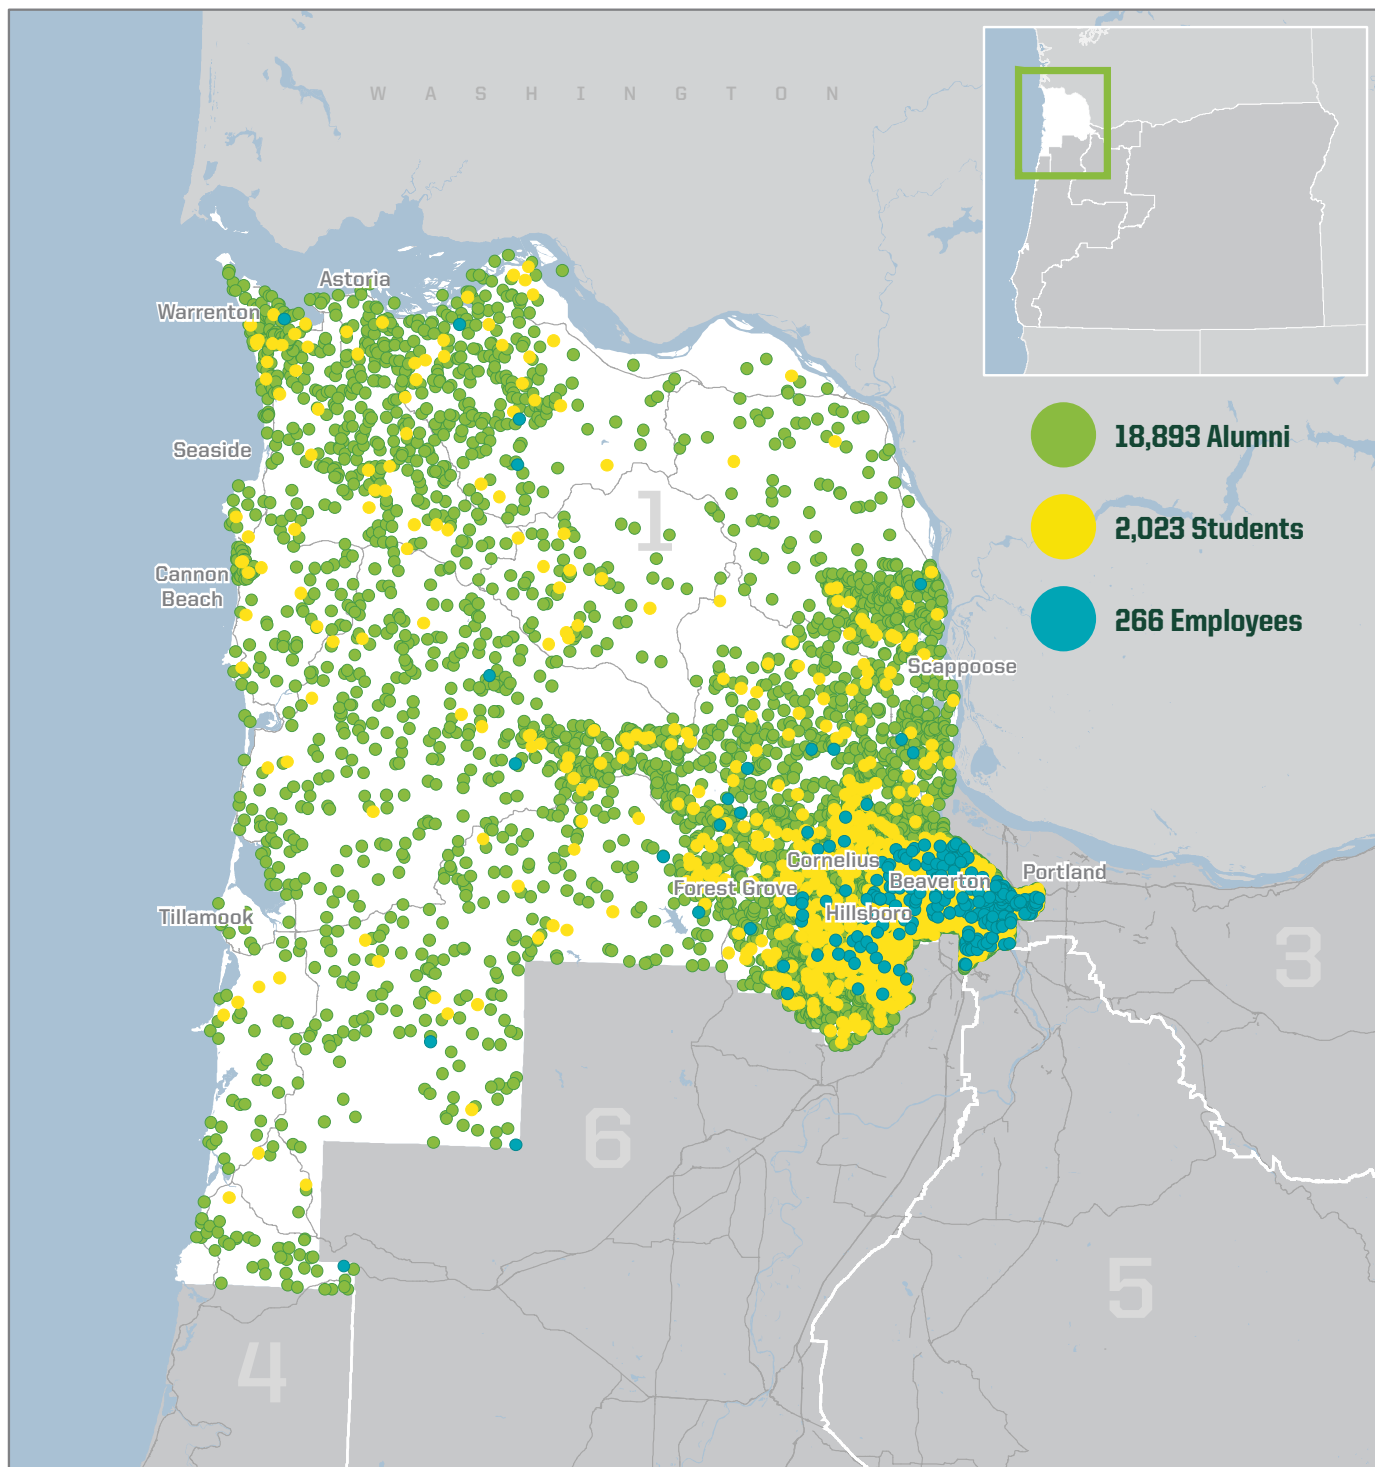 WASHINGTON
Astoria
Warrenton
18,893 Alumni
Seaside
1
2,023 Students
Cannon
Beach
266 Employees
Scappoose
Cornelius
Portland
Beaverton
Forest Grove
Hillsboro
Tillamook
3
6
5
4